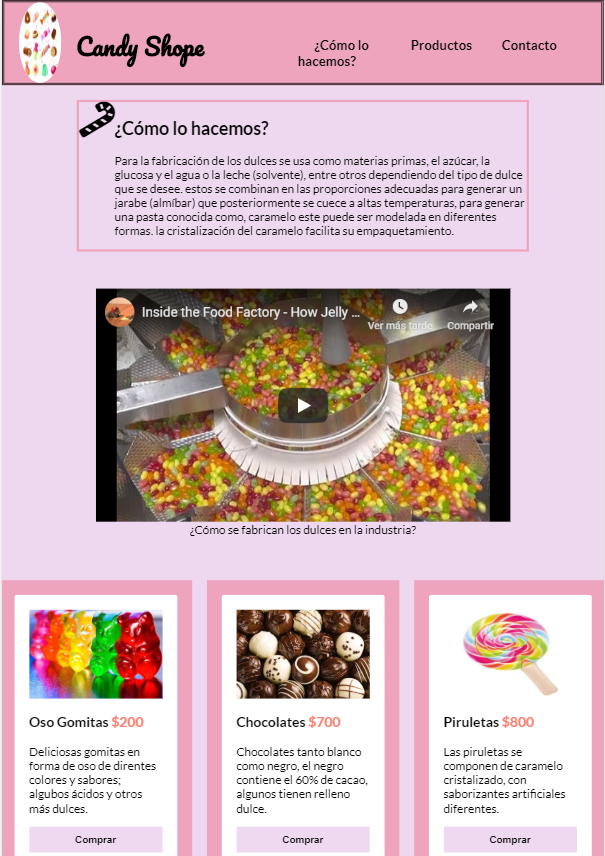 Candy Shope
¿Cómo lo
hacemos?
Productos
Contacto
¿Cómo lo hacemos?
Para la fabricación de los dulces se usa como materias primas, el azúcar, la
glucosa y el agua o la leche (solvente), entre otros dependiendo del tipo de dulce
que se desee. estos se combinan en las proporciones adecuadas para generar un
jarabe (almíbar) que posteriormente se cuece a altas temperaturas, para generar
una pasta conocida como, caramelo este puede ser modelada en diferentes
formas. la cristalización del caramelo facilita su empaquetamiento.
Inside the Food Factory - How Jelly ...
Ver más tarde
Compartir
¿Cómo se fabrican los dulces en la industria?
Oso Gomitas $200
Deliciosas gomitas en
forma de oso de direntes
colores y sabores;
algubos ácidos y otros
más dulces.
Comprar
Chocolates $700
Chocolates tanto blanco
como negro, el negro
contiene el 60% de cacao,
algunos tienen relleno
dulce.
Comprar
Piruletas $800
Las piruletas se
componen de caramelo
cristalizado, con
saborizantes artificiales
diferentes.
Comprar